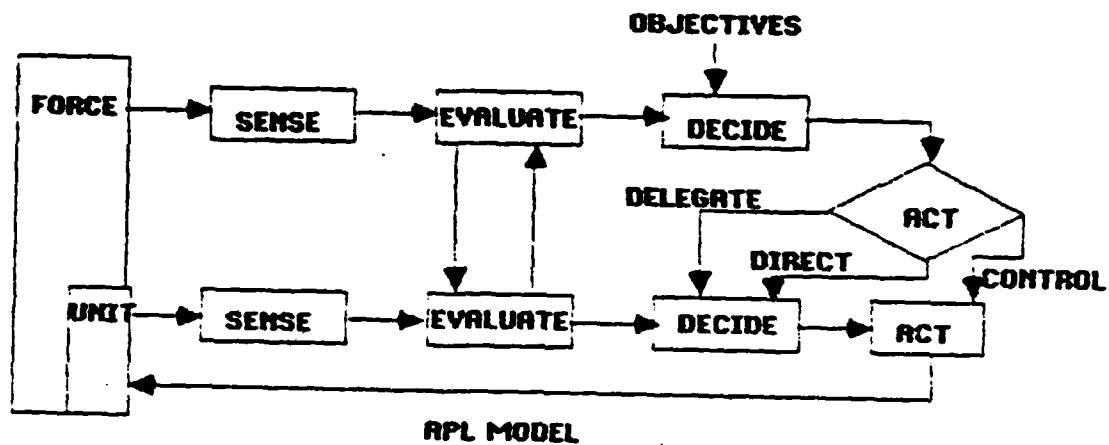 OBJECTIVES
FORCE
SENSE
EVALUATE
DECIDE
DELEGATE
ACT
DIRECT
CONTROL
UNIT
SENSE
EVALUATE
DECIDE
ACT
APL MODEL